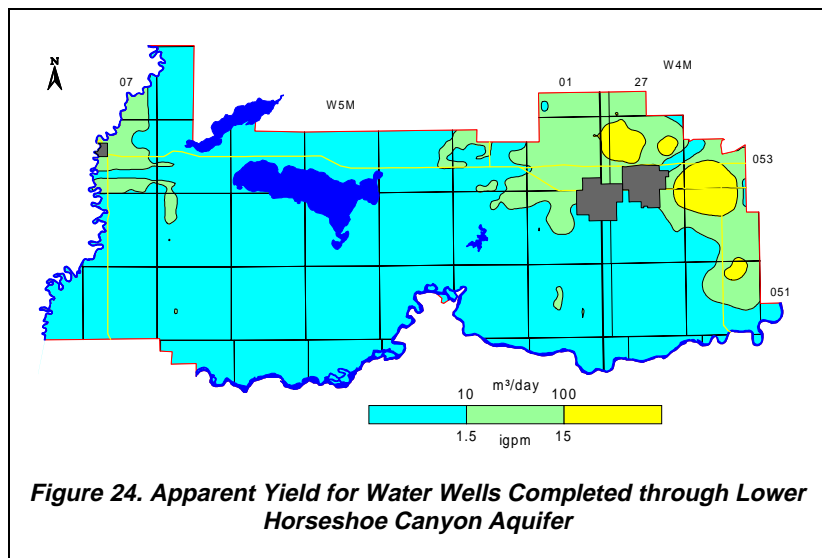 N
07
W5M
01
27
W4M
053
051
m³/day
10
100
1.5
igpm
15
Figure 24. Apparent Yield for Water Wells Completed through Lower
Horseshoe Canyon Aquifer